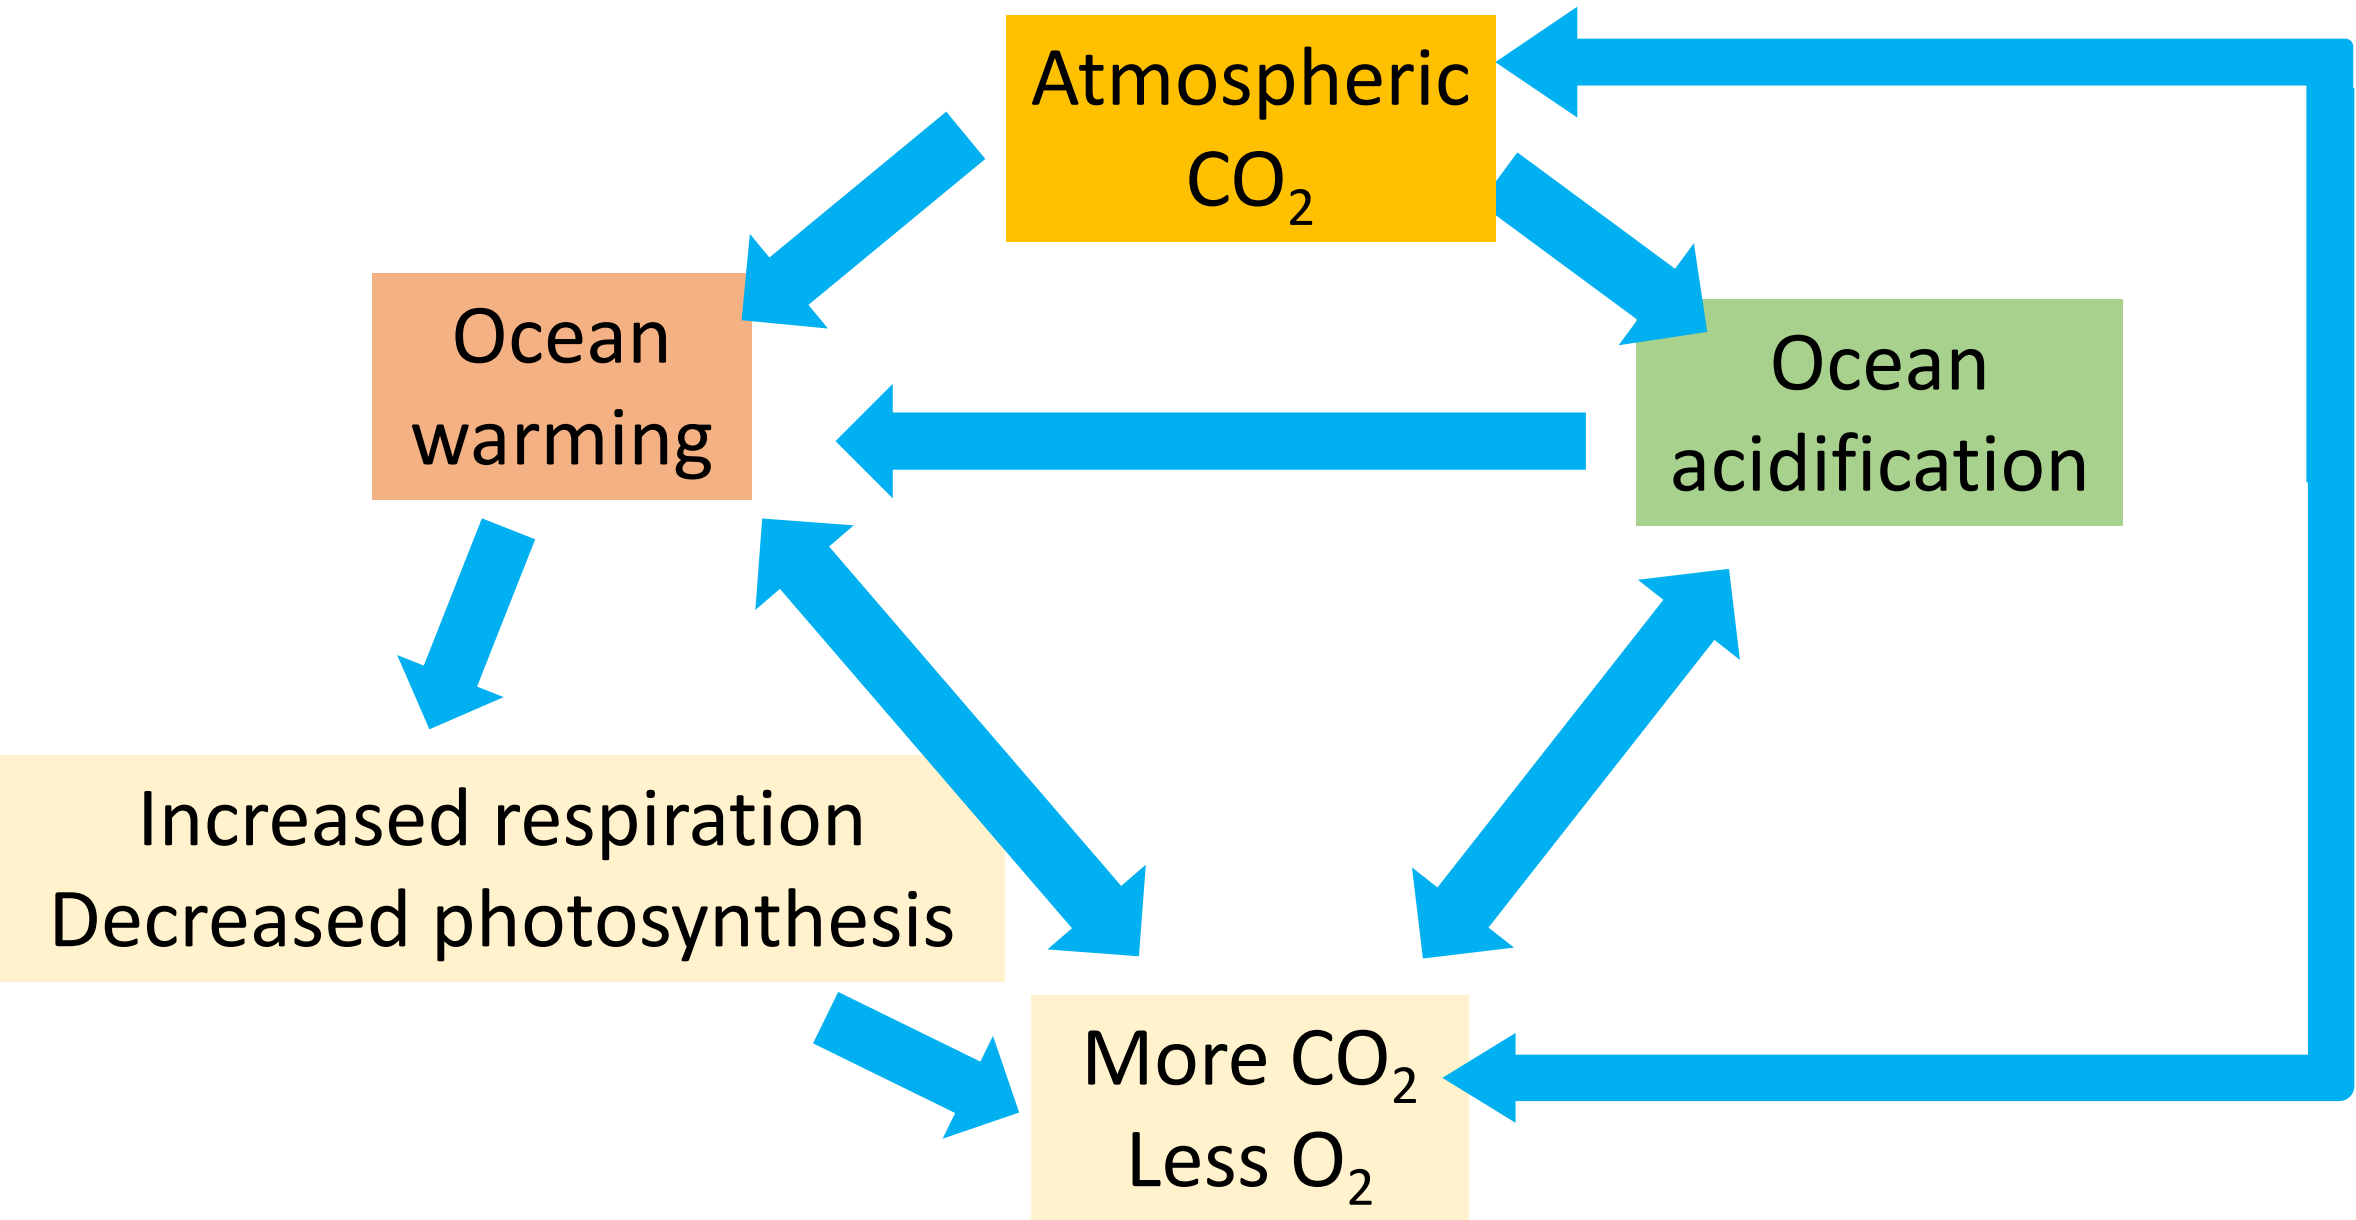 Atmospheric
CO₂
Ocean
warming
Ocean
acidification
Increased respiration
Decreased photosynthesis
More CO₂
Less O₂